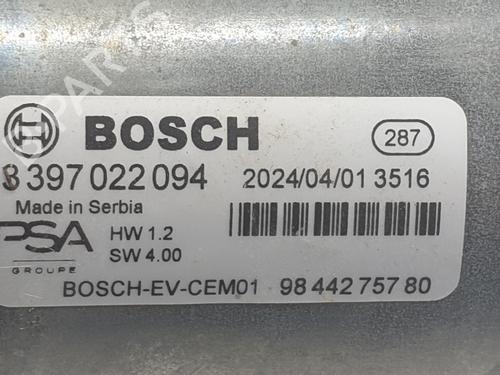 BOSCH 287
3 397 022 094 2024/04/01 3516
Made in Serbia
PSA HW 1.2
GROUPE SW 4.00
BOSCH-EV-CEM01 98 442 757 80